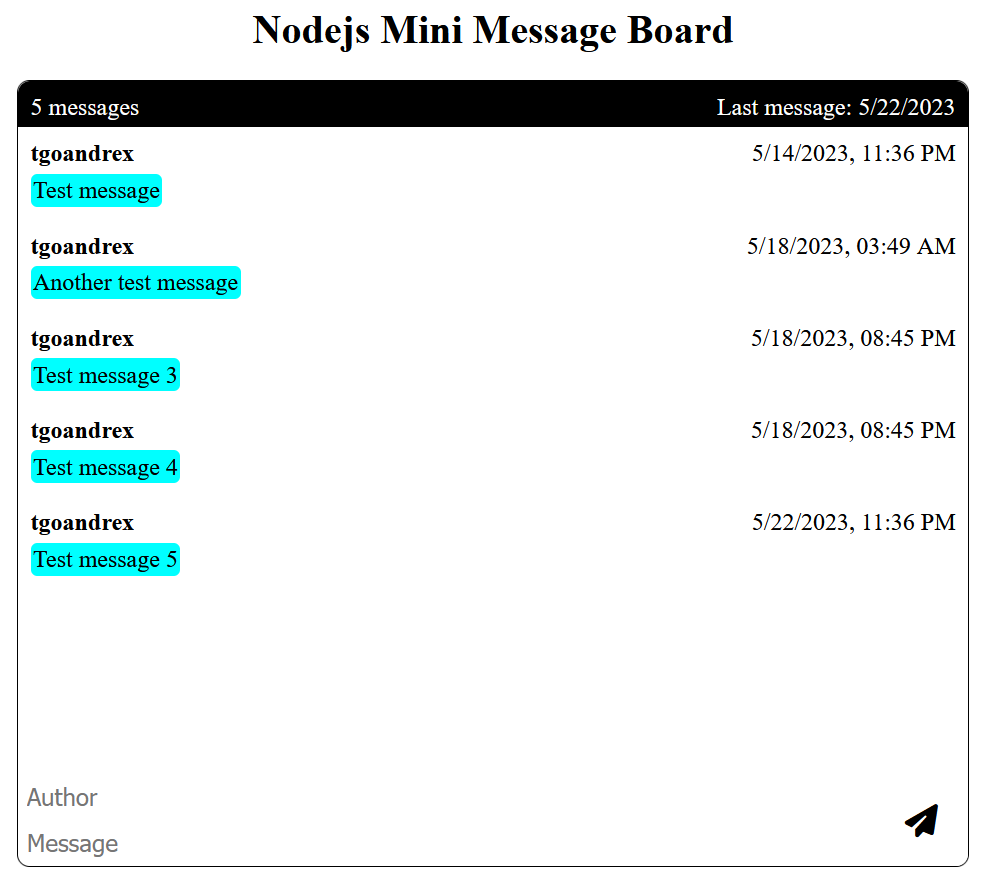 Nodejs Mini Message Board
5 messages Last message: 5/22/2023
tgoandrex 5/14/2023, 11:36 PM
Test message
tgoandrex 5/18/2023, 03:49 AM
Another test message
tgoandrex 5/18/2023, 08:45 PM
Test message 3
tgoandrex 5/18/2023, 08:45 PM
Test message 4
tgoandrex 5/22/2023, 11:36 PM
Test message 5
Author
Message